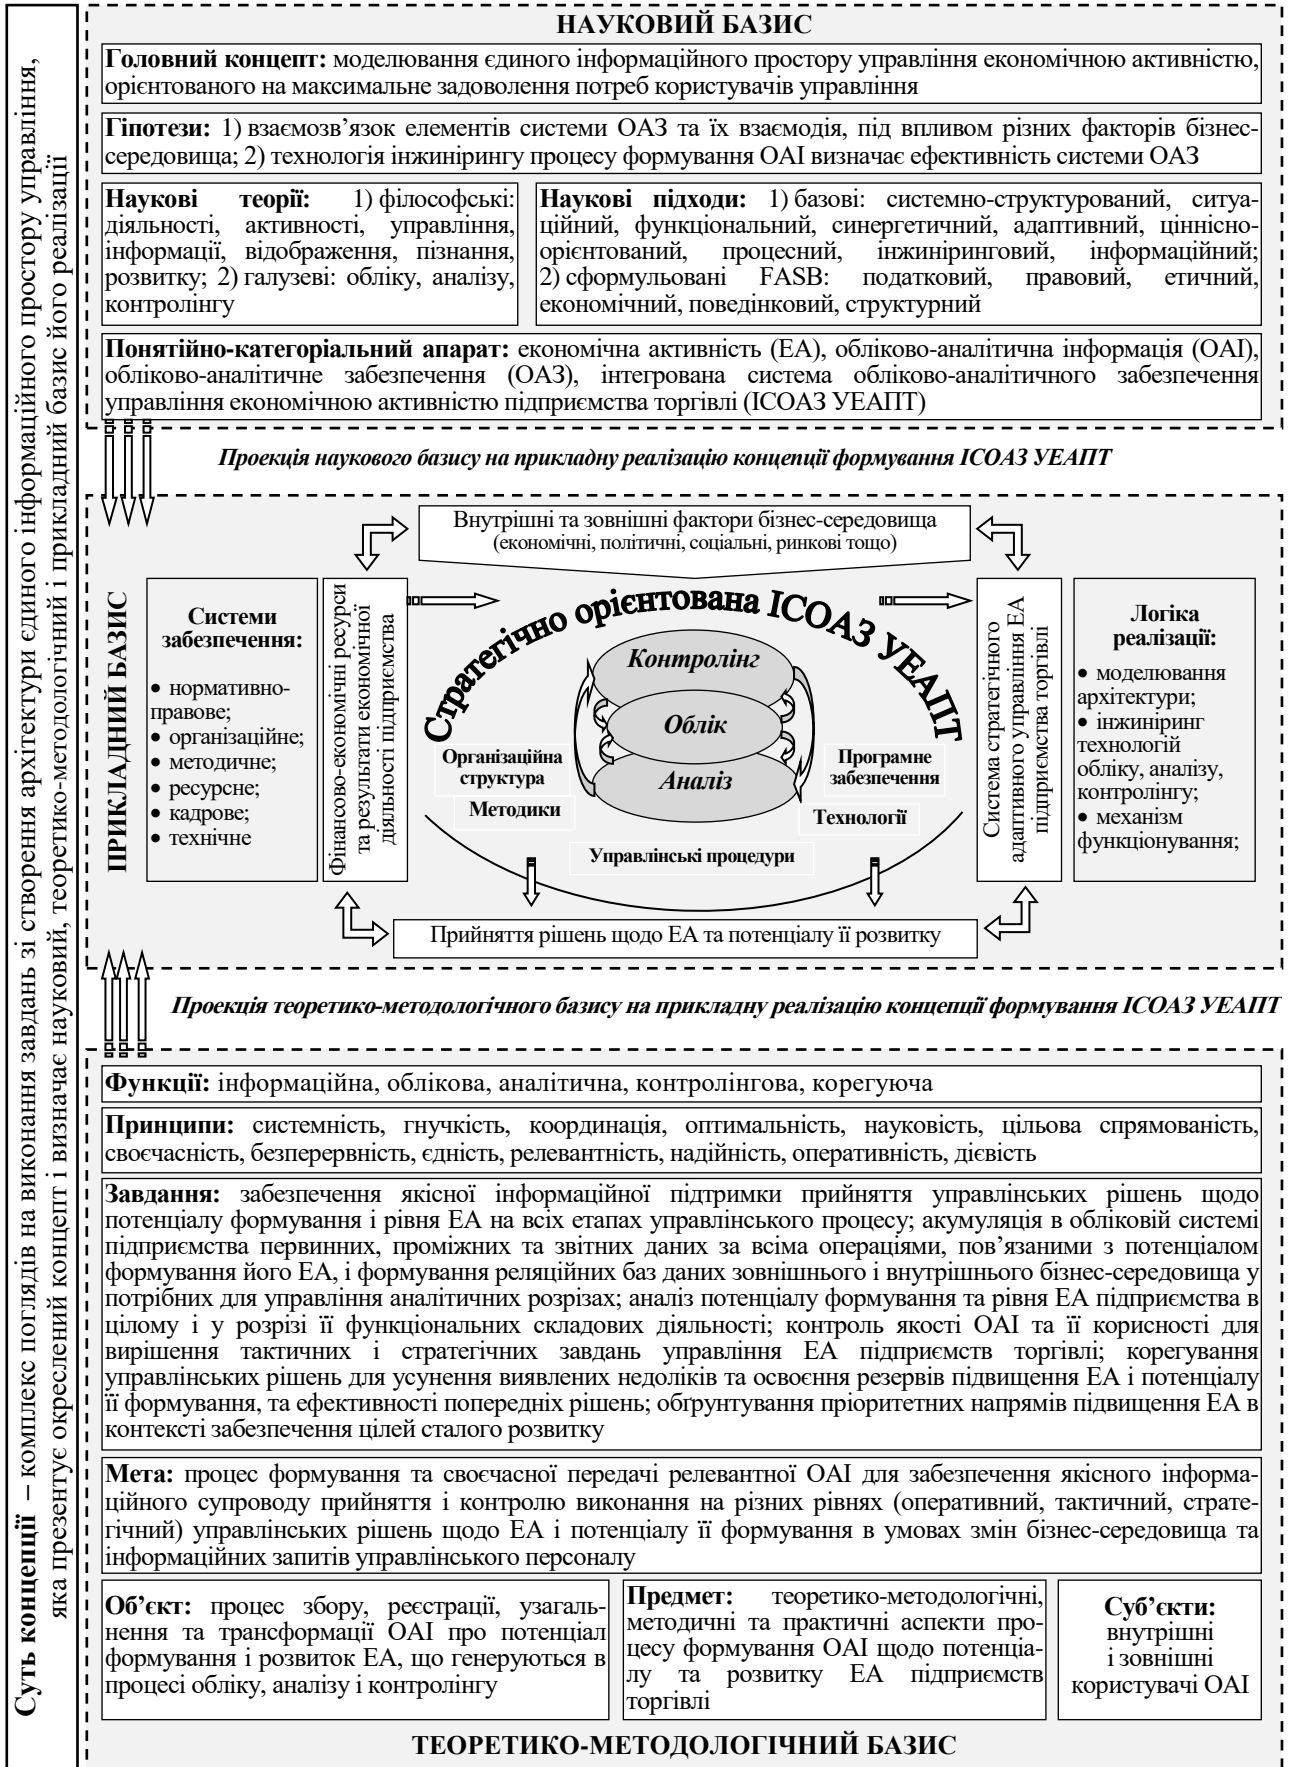 Суть концепції – комплекс поглядів на виконання завдань зі створення архітектури єдиного інформаційного простору управління,
яка презентує окреслений концепт і визначає науковий, теоретико-методологічний і прикладний базис його реалізації
НАУКОВИЙ БАЗИС
Головний концепт: моделювання єдиного інформаційного простору управління економічною активністю,
орієнтованого на максимальне задоволення потреб користувачів управління
Гіпотези: 1) взаємозв’язок елементів системи ОАЗ та їх взаємодія, під впливом різних факторів бізнес-
середовища; 2) технологія інжинірингу процесу формування ОАІ визначає ефективність системи ОАЗ
Наукові теорії: 1) філософські:
діяльності, активності, управління,
інформації, відображення, пізнання,
розвитку; 2) галузеві: обліку, аналізу,
контролінгу
Наукові підходи: 1) базові: системно-структурований, ситуа-
ційний, функціональний, синергетичний, адаптивний, ціннісно-
орієнтований, процесний, інжиніринговий, інформаційний;
2) сформульовані FASB: податковий, правовий, етичний,
економічний, поведінковий, структурний
Понятійно-категоріальний апарат: економічна активність (ЕА), обліково-аналітична інформація (ОАІ),
обліково-аналітичне забезпечення (ОАЗ), інтегрована система обліково-аналітичного забезпечення
управління економічною активністю підприємства торгівлі (ІСОАЗ УЕАПТ)
Проекція наукового базису на прикладну реалізацію концепції формування ІСОАЗ УЕАПТ
ПРИКЛАДНИЙ БАЗИС
Внутрішні та зовнішні фактори бізнес-середовища
(економічні, політичні, соціальні, ринкові тощо)
Системи
забезпечення:
• нормативно-
правове;
• організаційне;
• методичне;
• ресурсне;
• кадрове;
• технічне
Фінансово-економічні ресурси
та результати економічної
діяльності підприємства
Стратегічно орієнтована ІСОАЗ УЕАПТ
Контролінг
Облік
Аналіз
Організаційна
структура
Методики
Програмне
забезпечення
Технології
Управлінські процедури
Система стратегічного
адаптивного управління ЕА
підприємства торгівлі
Логіка
реалізації:
• моделювання
архітектури;
• інжиніринг
технологій
обліку, аналізу,
контролінгу;
• механізм
функціонування;
Прийняття рішень щодо ЕА та потенціалу її розвитку
Проекція теоретико-методологічного базису на прикладну реалізацію концепції формування ІСОАЗ УЕАПТ
Функції: інформаційна, облікова, аналітична, контролінгова, корегуюча
Принципи: системність, гнучкість, координація, оптимальність, науковість, цільова спрямованість,
своєчасність, безперервність, єдність, релевантність, надійність, оперативність, дієвість
Завдання: забезпечення якісної інформаційної підтримки прийняття управлінських рішень щодо
потенціалу формування і рівня ЕА на всіх етапах управлінського процесу; акумуляція в обліковій системі
підприємства первинних, проміжних та звітних даних за всіма операціями, пов’язаними з потенціалом
формування його ЕА, і формування реляційних баз даних зовнішнього і внутрішнього бізнес-середовища у
потрібних для управління аналітичних розрізах; аналіз потенціалу формування та рівня ЕА підприємства в
цілому і у розрізі її функціональних складових діяльності; контроль якості ОАІ та її корисності для
вирішення тактичних і стратегічних завдань управління ЕА підприємств торгівлі; корегування
управлінських рішень для усунення виявлених недоліків та освоєння резервів підвищення ЕА і потенціалу
її формування, та ефективності попередніх рішень; обґрунтування пріоритетних напрямів підвищення ЕА в
контексті забезпечення цілей сталого розвитку
Мета: процес формування та своєчасної передачі релевантної ОАІ для забезпечення якісного інформа-
ційного супроводу прийняття і контролю виконання на різних рівнях (оперативний, тактичний, страте-
гічний) управлінських рішень щодо ЕА і потенціалу її формування в умовах змін бізнес-середовища та
інформаційних запитів управлінського персоналу
Об’єкт: процес збору, реєстрації, узагаль-
нення та трансформації ОАІ про потенціал
формування і розвиток ЕА, що генеруються в
процесі обліку, аналізу і контролінгу
Предмет: теоретико-методологічні,
методичні та практичні аспекти про-
цесу формування ОАІ щодо потенціа-
лу та розвитку ЕА підприємств
торгівлі
Суб’єкти:
внутрішні
і зовнішні
користувачі ОАІ
ТЕОРЕТИКО-МЕТОДОЛОГІЧНИЙ БАЗИС